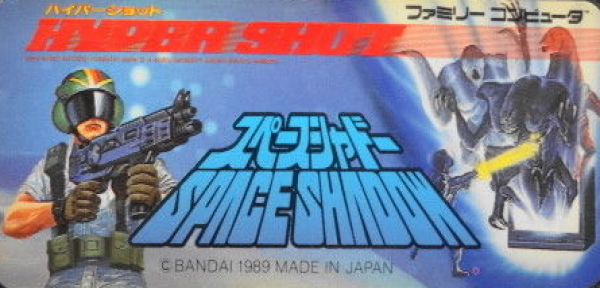 ハイパーショット
ファミリーコンピュータ
HYPER SHOT
スペースシャドー
SPACE SHADOW
© BANDAI 1989 MADE IN JAPAN